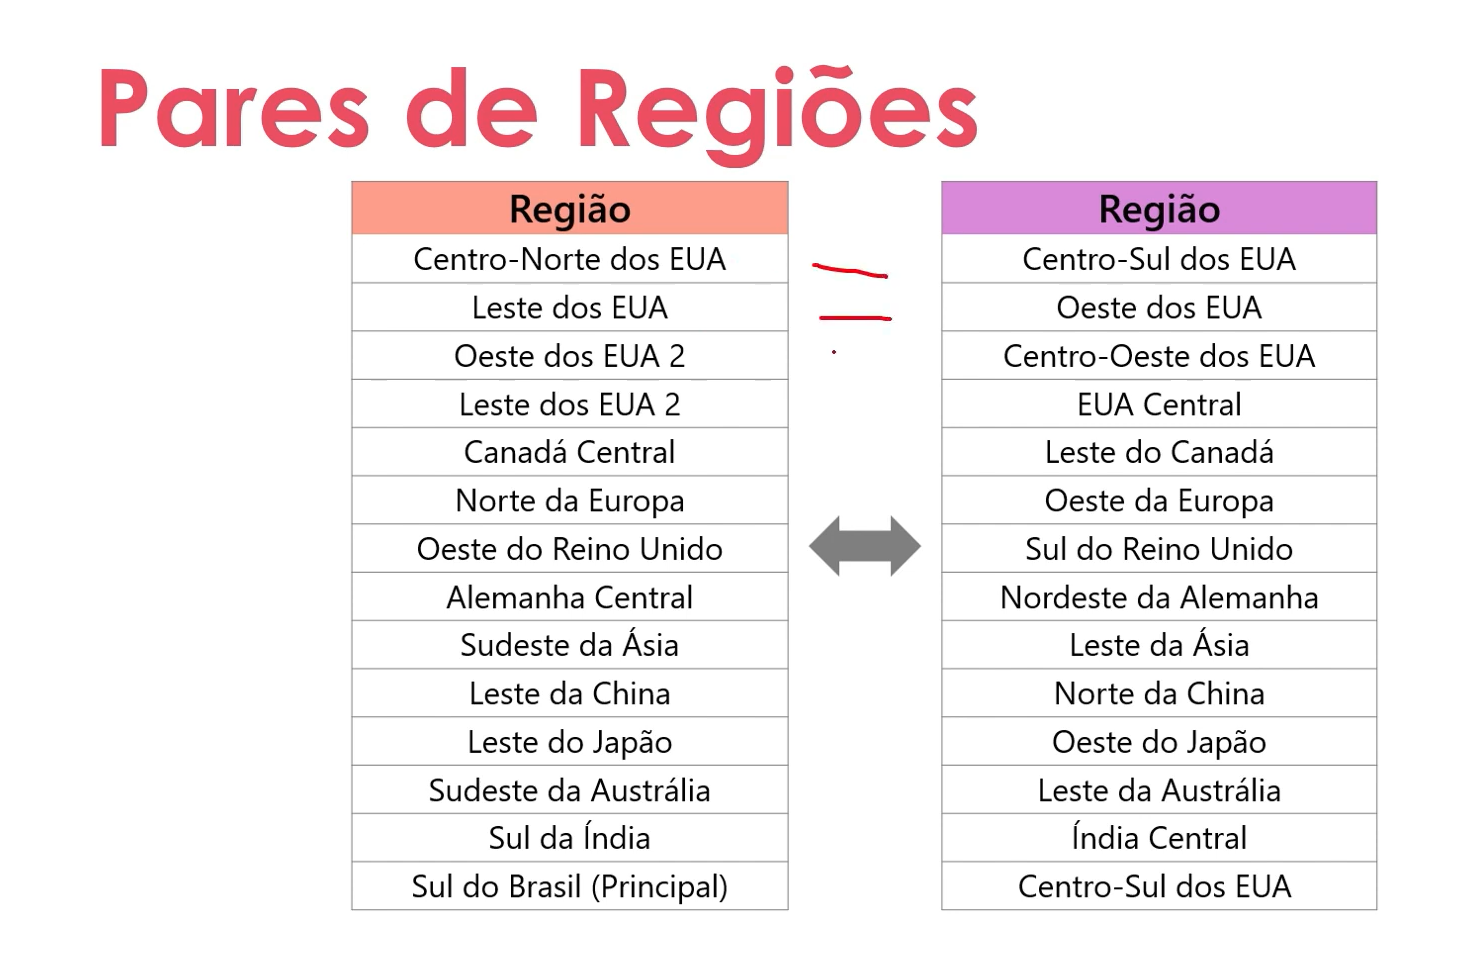 Pares de Regiões
Região Região
Centro-Norte dos EUA Centro-Sul dos EUA
Leste dos EUA Oeste dos EUA
Oeste dos EUA 2 Centro-Oeste dos EUA
Leste dos EUA 2 EUA Central
Canadá Central Leste do Canadá
Norte da Europa Oeste da Europa
Oeste do Reino Unido Sul do Reino Unido
Alemanha Central Nordeste da Alemanha
Sudeste da Ásia Leste da Ásia
Leste da China Norte da China
Leste do Japão Oeste do Japão
Sudeste da Austrália Leste da Austrália
Sul da Índia Índia Central
Sul do Brasil (Principal) Centro-Sul dos EUA